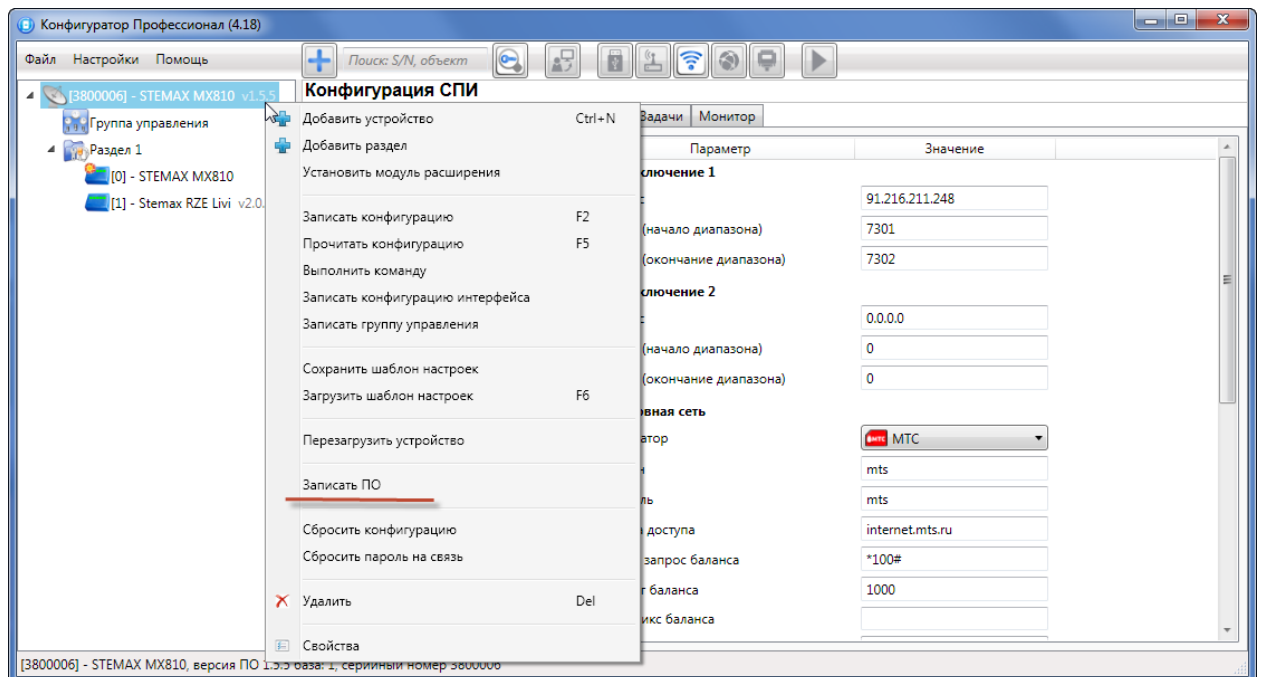 Конфигуратор Профессионал (4.18)
Файл Настройки Помощь
Поиск: S/N, объект
[3800006] - STEMAX MX810 v1.5.5
Группа управления
Раздел 1
[0] - STEMAX MX810
[1] - Stemax RZE Livi v2.0.
Конфигурация СПИ
Задачи Монитор
Добавить устройство Ctrl+N
Добавить раздел
Установить модуль расширения
Записать конфигурацию F2
Прочитать конфигурацию F5
Выполнить команду
Записать конфигурацию интерфейса
Записать группу управления
Сохранить шаблон настроек
Загрузить шаблон настроек F6
Перезагрузить устройство
Записать ПО
Сбросить конфигурацию
Сбросить пароль на связь
Удалить Del
Свойства
Параметр Значение
ключение 1
91.216.211.248
(начало диапазона) 7301
(окончание диапазона) 7302
ключение 2
0.0.0.0
(начало диапазона) 0
(окончание диапазона) 0
вная сеть
атор МТС
mts
ль mts
доступа internet.mts.ru
запрос баланса *100#
г баланса 1000
икс баланса
[3800006] - STEMAX MX810, версия ПО 1.5.5 база: 1, серийный номер 3800006